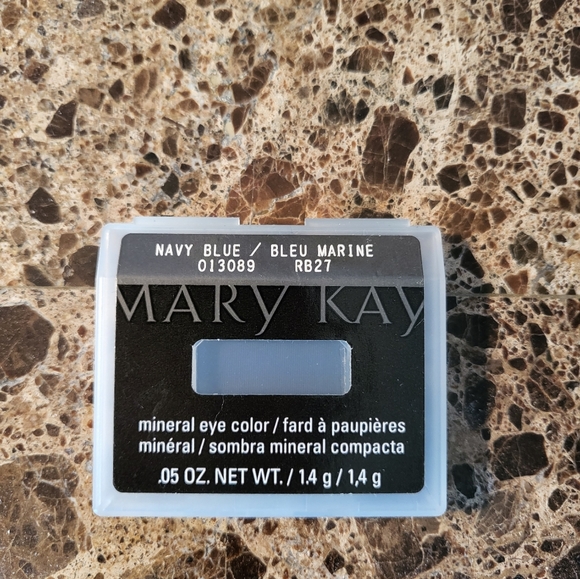 NAVY BLUE / BLEU MARINE
013089 RB27
MARY KAY
mineral eye color / fard à paupières
minéral / sombra mineral compacta
.05 OZ. NET WT. / 1.4 g / 1,4 g